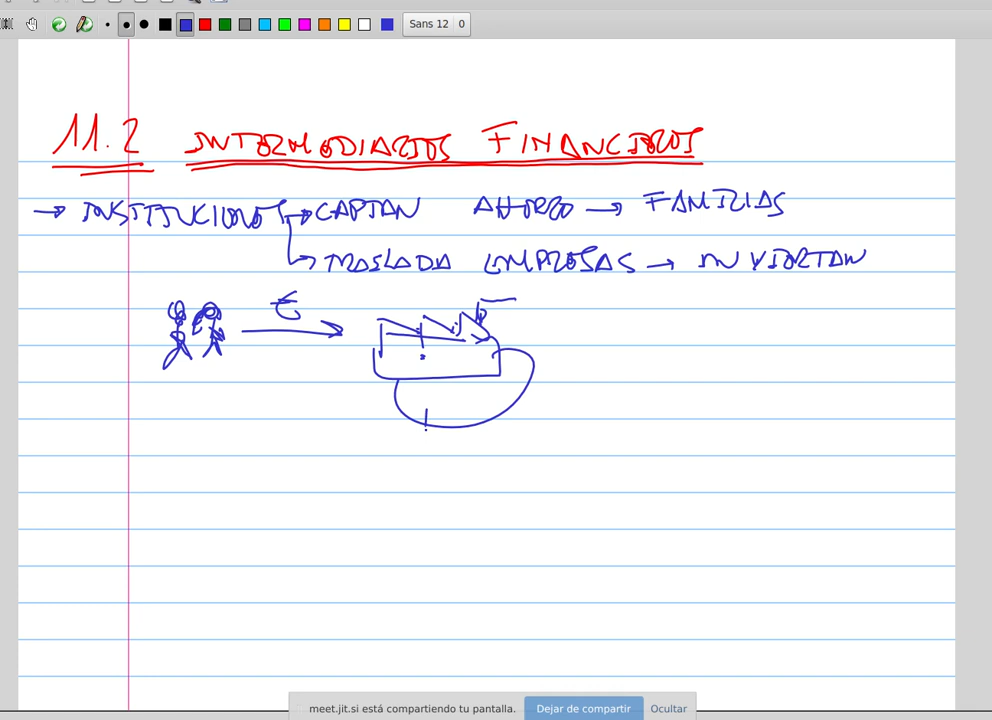 Sans 12 0
11.2 INTERMEDIARIOS FINANCIEROS
→ INSTITUCIONES → CAPTAN AHORRO → FAMILIAS
↳ TRASLADA EMPRESAS → INVIERTAN
€
meet.jit.si está compartiendo tu pantalla. Dejar de compartir Ocultar